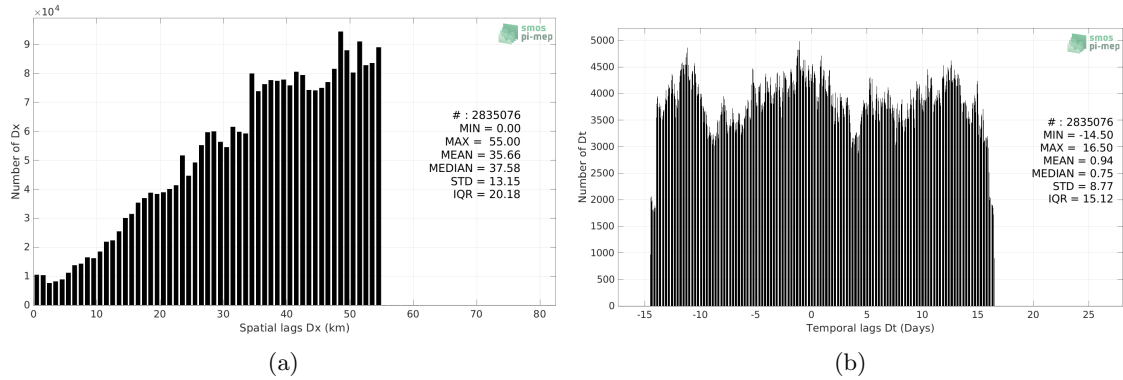 ×10⁴
9
8
7
6
5
4
3
2
1
0
Number of Dx
0 10 20 30 40 50 60 70 80
Spatial lags Dx (km)
smos
pi-mep
# : 2835076
MIN = 0.00
MAX = 55.00
MEAN = 35.66
MEDIAN = 37.58
STD = 13.15
IQR = 20.18
(a)
5000
4500
4000
3500
3000
2500
2000
1500
1000
500
0
Number of Dt
-15 -10 -5 0 5 10 15 20 25
Temporal lags Dt (Days)
smos
pi-mep
# : 2835076
MIN = -14.50
MAX = 16.50
MEAN = 0.94
MEDIAN = 0.75
STD = 8.77
IQR = 15.12
(b)